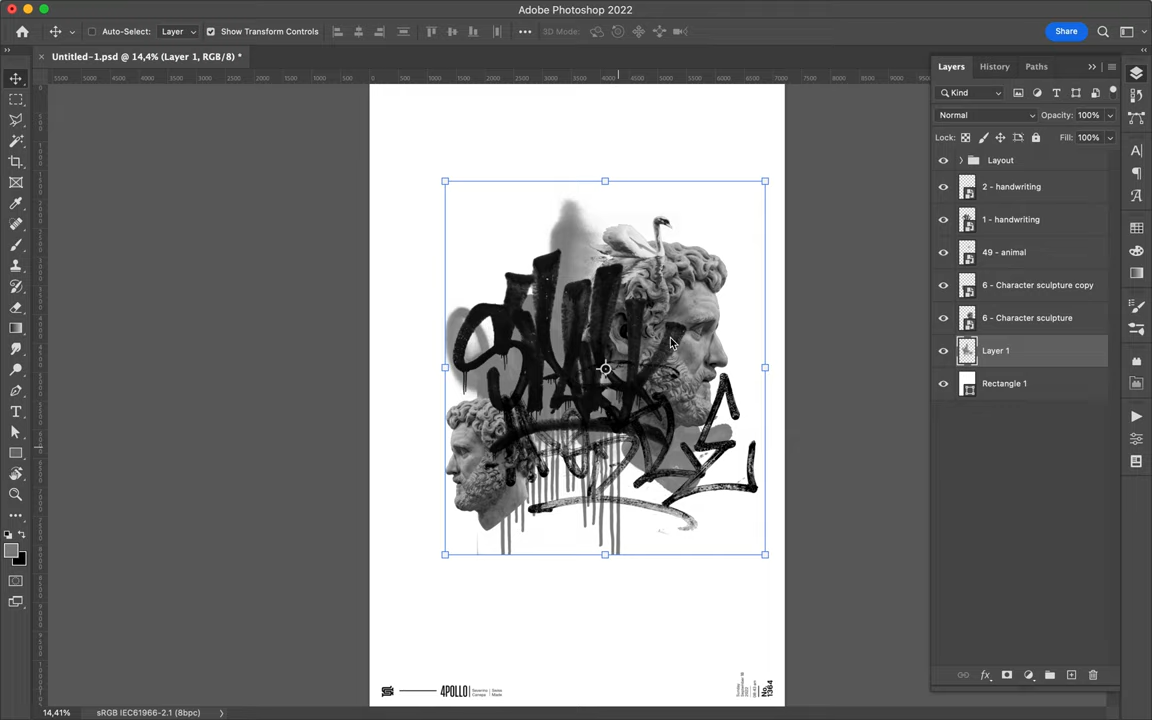 Adobe Photoshop 2022
Auto-Select:
Layer
Show Transform Controls
3D Mode:
Share
Untitled-1.psd @ 14,4% (Layer 1, RGB/8) *
Layers
History
Paths
Kind
Normal
Opacity:
100%
Lock:
Fill:
100%
Layout
2 - handwriting
1 - handwriting
49 - animal
6 - Character sculpture copy
6 - Character sculpture
Layer 1
Rectangle 1
4POLLO
No. 1364
14,41%
sRGB IEC61966-2.1 (8bpc)